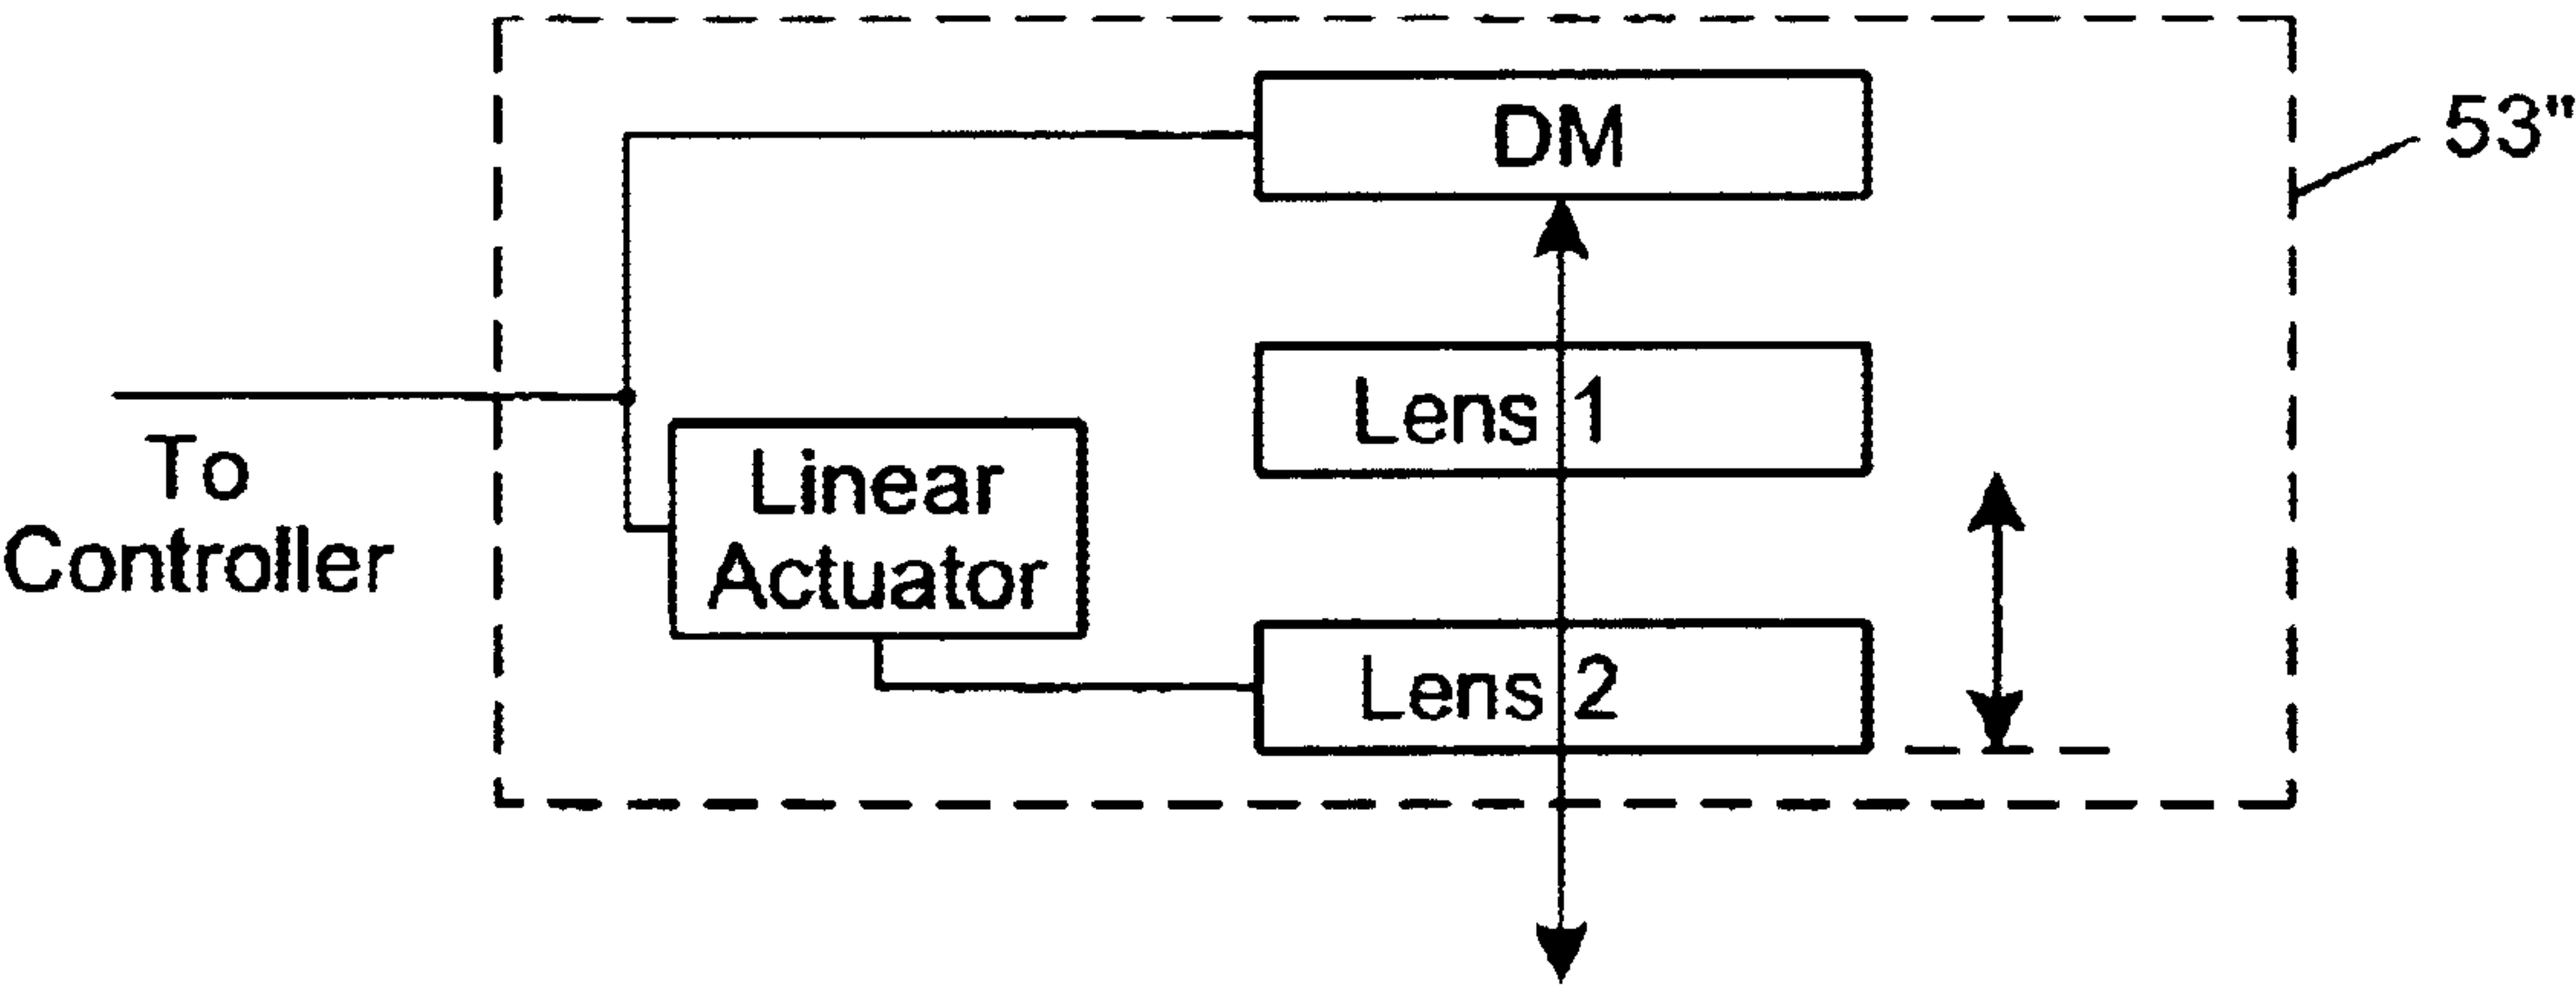 DM
53"
Lens 1
To
Controller
Linear
Actuator
Lens 2